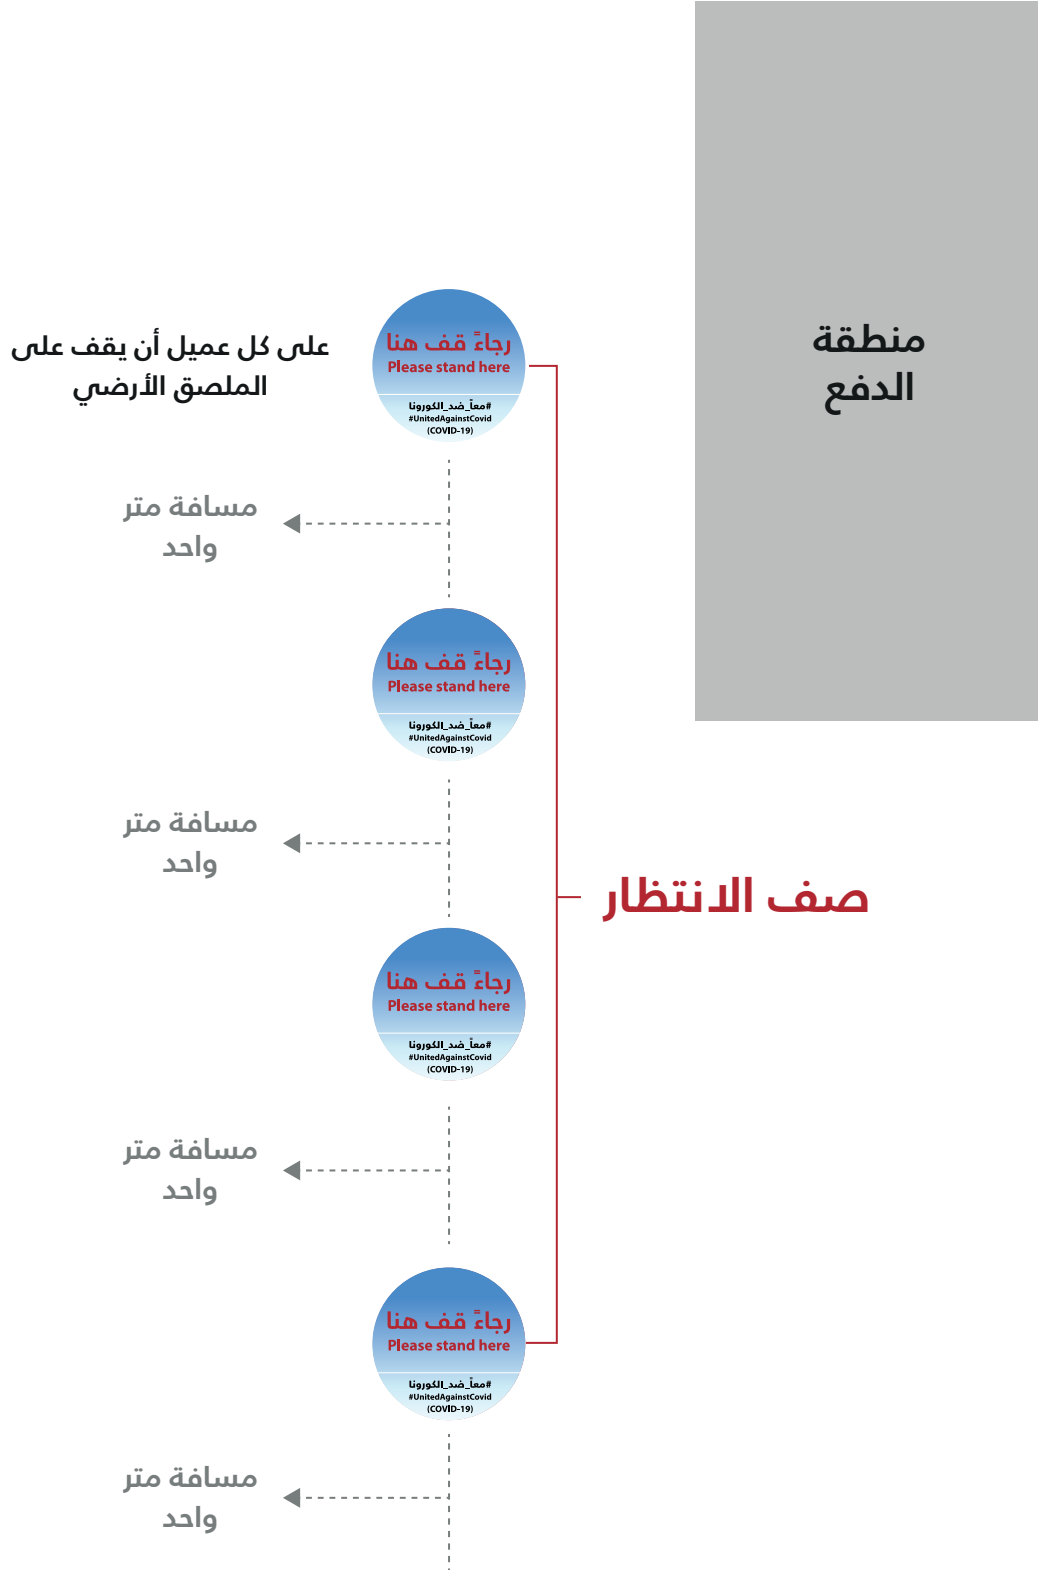 منطقة
الدفع
على كل عميل أن يقف على
الملصق الأرضي
رجاءً قف هنا
Please stand here
#معاً_ضد_الكورونا
#UnitedAgainstCovid
(COVID-19)
مسافة متر
واحد
رجاءً قف هنا
Please stand here
#معاً_ضد_الكورونا
#UnitedAgainstCovid
(COVID-19)
مسافة متر
واحد
صف الانتظار
رجاءً قف هنا
Please stand here
#معاً_ضد_الكورونا
#UnitedAgainstCovid
(COVID-19)
مسافة متر
واحد
رجاءً قف هنا
Please stand here
#معاً_ضد_الكورونا
#UnitedAgainstCovid
(COVID-19)
مسافة متر
واحد